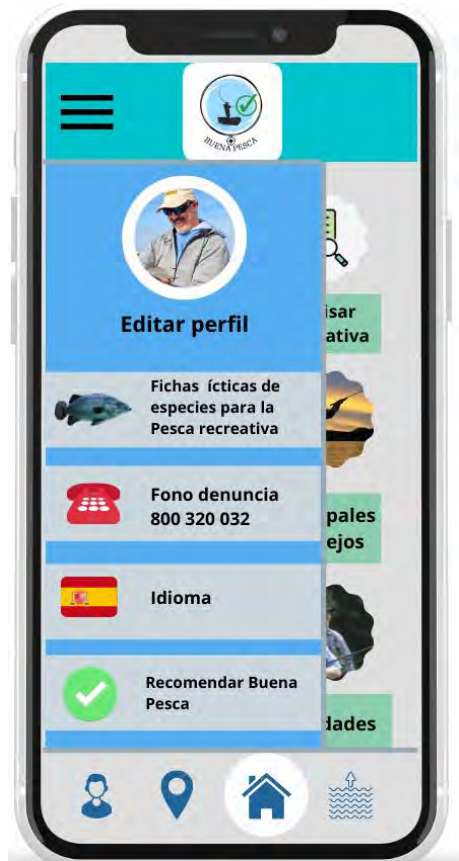 BUENA PESCA
Editar perfil
isar
ativa
Fichas ícticas de
especies para la
Pesca recreativa
Fono denuncia
800 320 032
pales
ejos
Idioma
Recomendar Buena
Pesca
dades